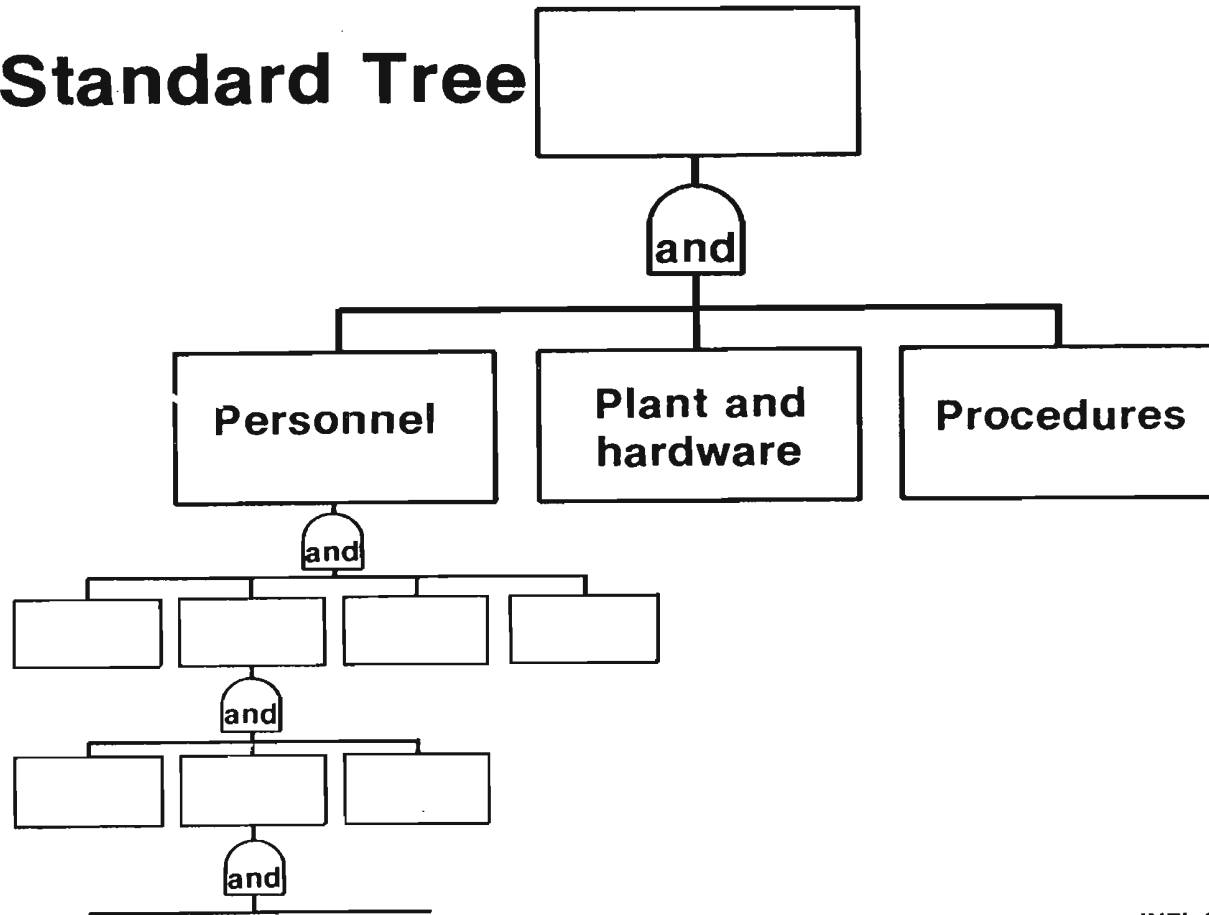 Standard Tree
and
Personnel
Plant and
hardware
Procedures
and
and
and